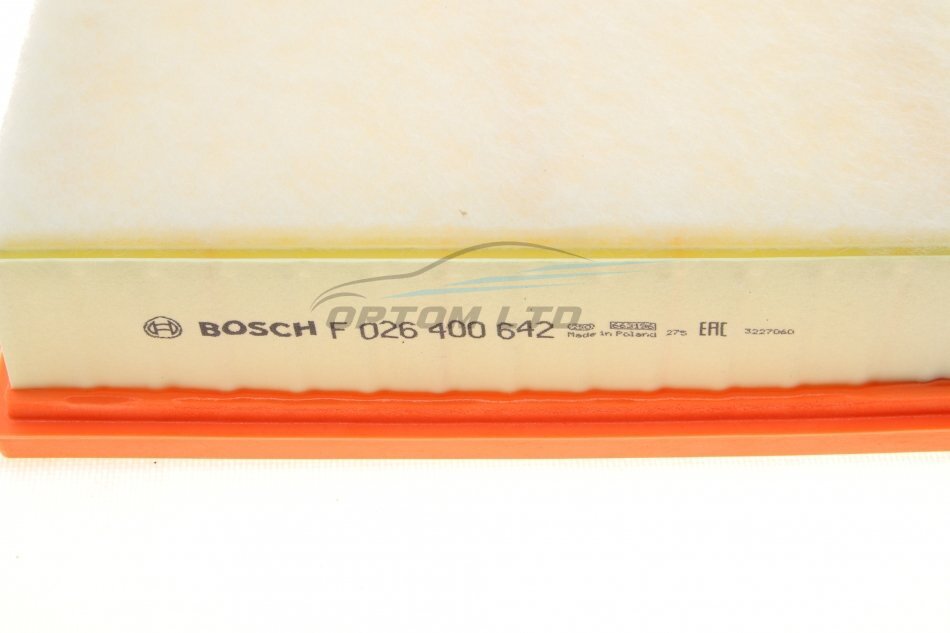 ORTOM LTD
BOSCH F 026 400 642 Made in Poland 275 EAC 3227060